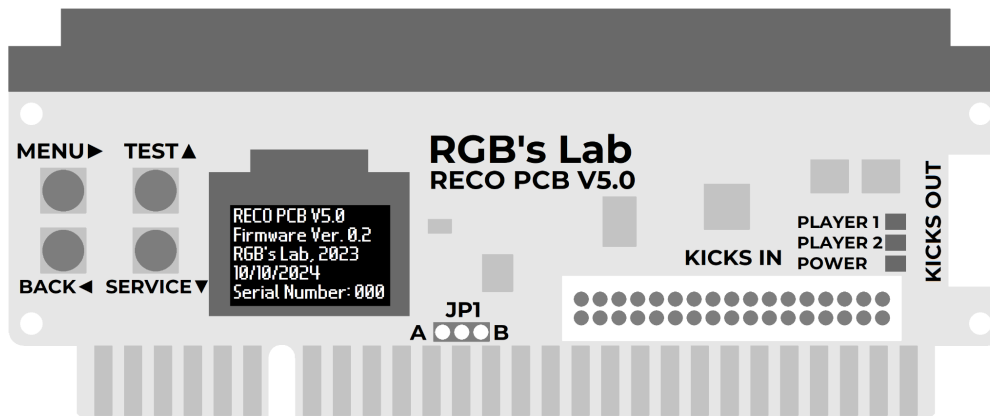 MENU▶ TEST▲
BACK◀ SERVICE▼
RECO PCB V5.0
Firmware Ver. 0.2
RGB's Lab, 2023
10/10/2024
Serial Number: 000
RGB's Lab
RECO PCB V5.0
JP1
A B
KICKS IN
PLAYER 1
PLAYER 2
POWER
KICKS OUT